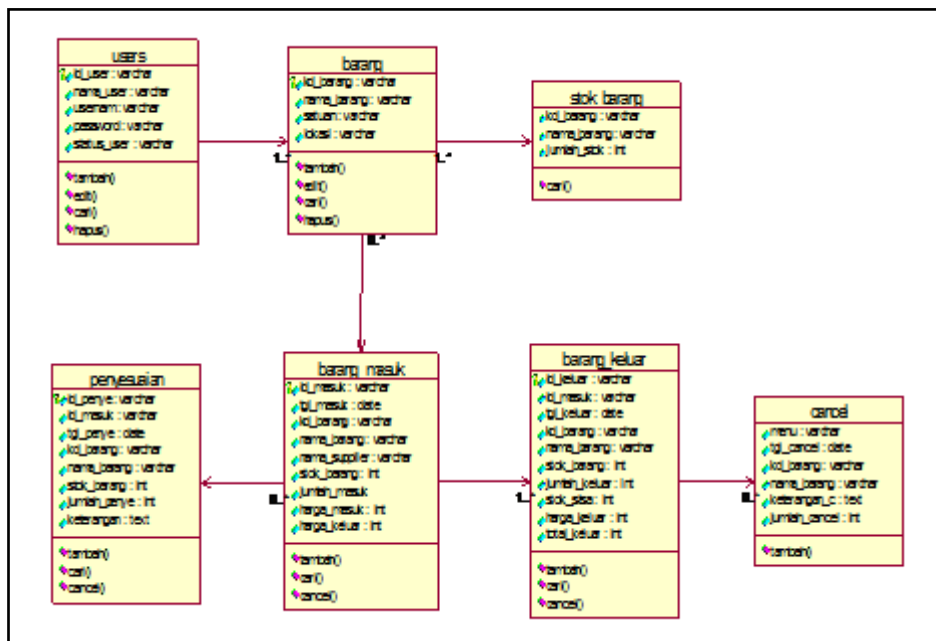 users
id_user : varchar
nama_user : varchar
usernam : varchar
password : varchar
status_user : varchar
tambah()
edit()
cari()
hapus()
barang
kd_barang : varchar
nama_barang : varchar
satuan : varchar
lokasi : varchar
tambah()
edit()
cari()
hapus()
stok_barang
kd_barang : varchar
nama_barang : varchar
jumlah_stok : int
cari()
1..*
1..*
penyesuaian
id_penye : varchar
id_masuk : varchar
tgl_penye : date
kd_barang : varchar
nama_barang : varchar
stok_barang : int
jumlah_penye : int
keterangan : text
tambah()
cari()
cancel()
barang_masuk
id_masuk : varchar
tgl_masuk : date
kd_barang : varchar
nama_barang : varchar
nama_supplier : varchar
stok_barang : int
jumlah_masuk
harga_masuk : int
harga_keluar : int
tambah()
cari()
cancel()
barang_keluar
id_keluar : varchar
id_masuk : varchar
tgl_keluar : date
kd_barang : varchar
nama_barang : varchar
stok_barang : int
jumlah_keluar : int
stok_sisa : int
harga_keluar : int
total_keluar : int
tambah()
cari()
cancel()
cancel
menu : varchar
tgl_cancel : date
kd_barang : varchar
nama_barang : varchar
keterangan_c : text
jumlah_cancel : int
tambah()